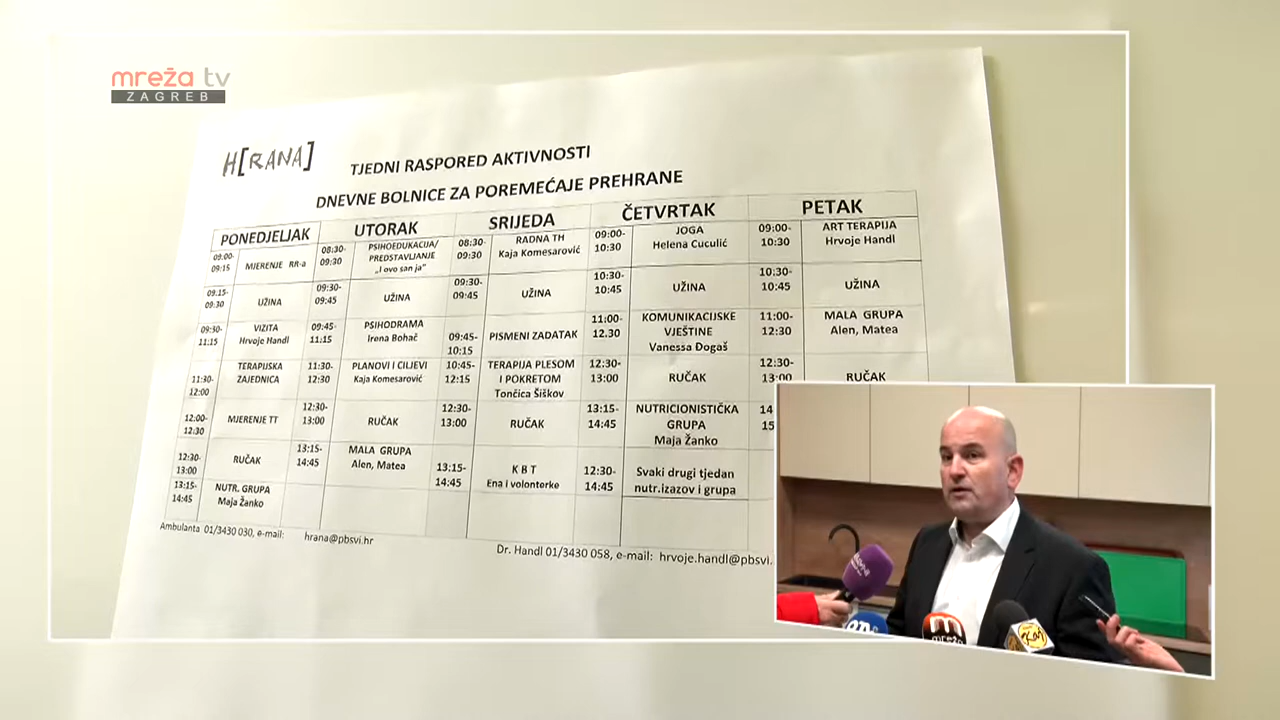 mreža tv
ZAGREB
H[RANA]
TJEDNI RASPORED AKTIVNOSTI
DNEVNE BOLNICE ZA POREMEĆAJE PREHRANE
PONEDJELJAK UTORAK SRIJEDA ČETVRTAK PETAK
09:00-
09:15
MJERENJE RR-a
08:30-
09:30
PSIHOEDUKACIJA/
PREDSTAVLJANJE
„I ovo san ja”
08:30-
09:30
RADNA TH
Kaja Komesarović
09:00-
10:30
JOGA
Helena Cuculić
09:00-
10:30
ART TERAPIJA
Hrvoje Handl
09.15-
09:30
UŽINA
09:30-
09:45
UŽINA
09:30-
09:45
UŽINA
10:30-
10:45
UŽINA
10:30-
10:45
UŽINA
09:30-
11:15
VIZITA
Hrvoje Handl
09:45-
11:15
PSIHODRAMA
Irena Bohač
09:45-
10:15
PISMENI ZADATAK
11:00-
12.30
KOMUNIKACIJSKE
VJEŠTINE
Vanessa Dogaš
11:00-
12:30
MALA GRUPA
Alen, Matea
11:30-
12:00
TERAPIJSKA
ZAJEDNICA
11:30-
12:30
PLANOVI I CILJEVI
Kaja Komesarović
10:45-
12:15
TERAPIJA PLESOM
I POKRETOM
Tončica Šiškov
12:30-
13:00
RUČAK
12:30-
13:00
RUČAK
12:00-
12:30
MJERENJE TT
12:30-
13:00
RUČAK
12:30-
13:00
RUČAK
13:15-
14:45
NUTRICIONISTIČKA
GRUPA
Maja Žanko
14
15
12:30-
13:00
RUČAK
13:15-
14:45
MALA GRUPA
Alen, Matea
13:15-
14:45
K B T
Ena i volonterke
12:30-
14:45
Svaki drugi tjedan
nutr.izazov i grupa
13:15-
14:45
NUTR. GRUPA
Maja Žanko
Ambulanta 01/3430 030, e-mail: hrana@pbsvi.hr
Dr. Handl 01/3430 058, e-mail: hrvoje.handl@pbsvi.
mreža